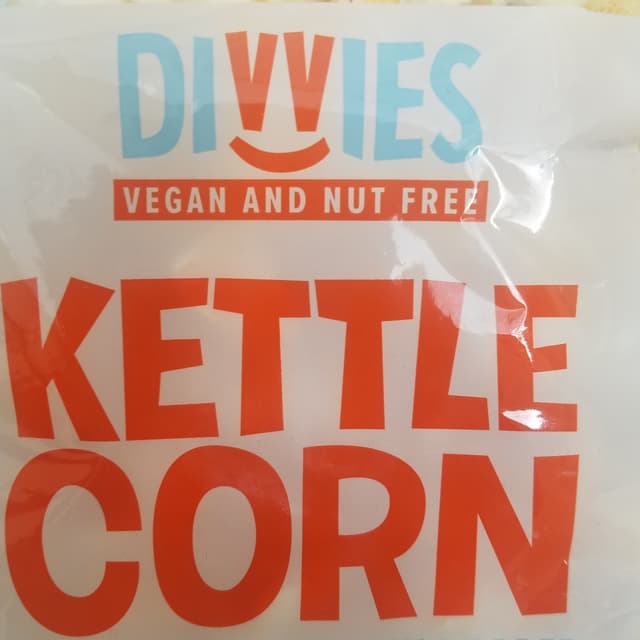 DIVVIES
VEGAN AND NUT FREE
KETTLE
CORN